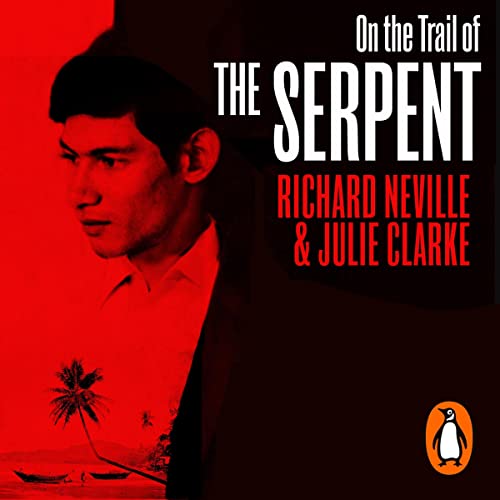 On the Trail of
THE SERPENT
RICHARD NEVILLE
& JULIE CLARKE